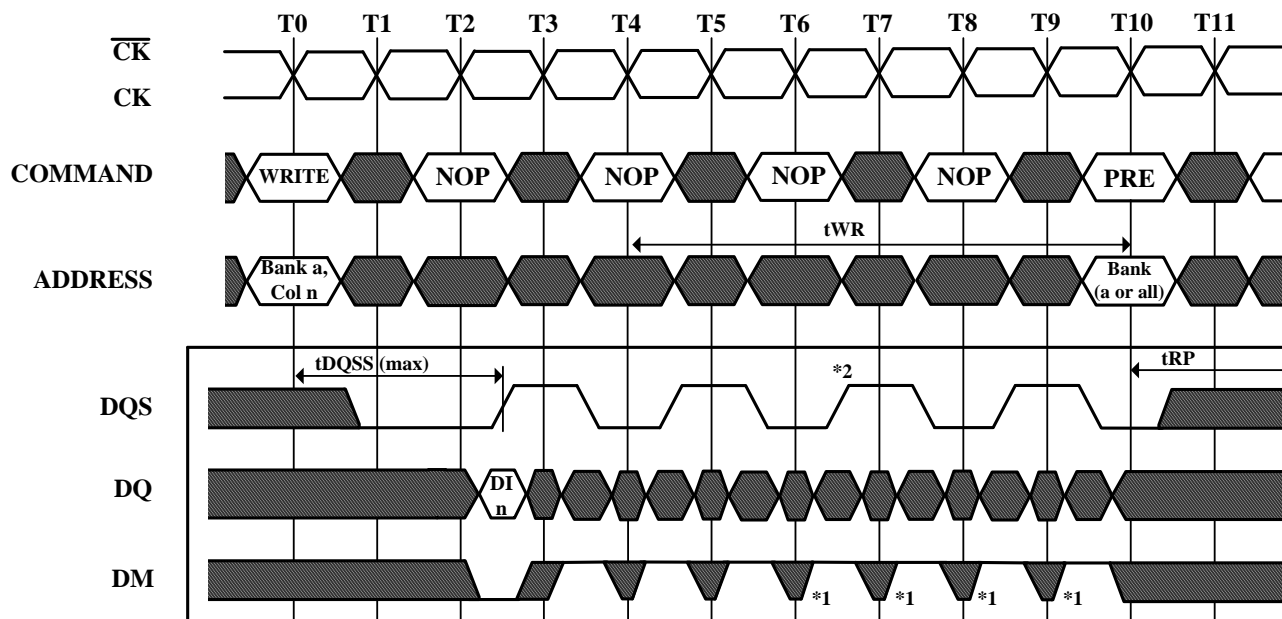 T0 T1 T2 T3 T4 T5 T6 T7 T8 T9 T10 T11
CK
CK
COMMAND WRITE NOP NOP NOP NOP PRE
tWR
ADDRESS Bank a, Col n Bank (a or all)
tDQSS (max) *2 tRP
DQS
DQ DI n
DM *1 *1 *1 *1